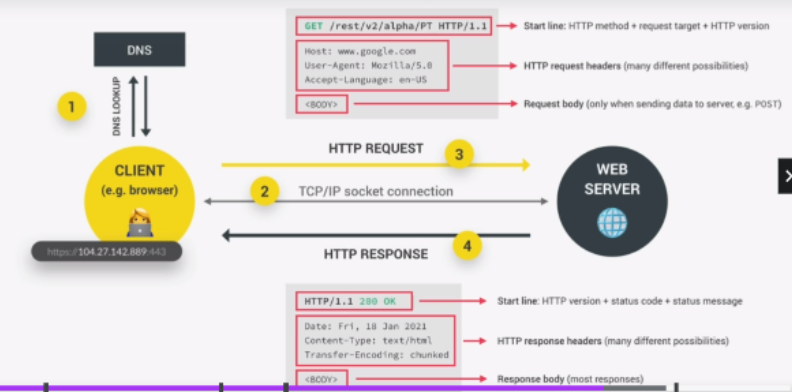 GET /rest/v2/alpha/PT HTTP/1.1
Start line: HTTP method + request target + HTTP version
Host: www.google.com
User-Agent: Mozilla/5.0
Accept-Language: en-US
HTTP request headers (many different possibilities)
<BODY>
Request body (only when sending data to server, e.g. POST)
DNS
1
DNS LOOKUP
HTTP REQUEST
3
CLIENT
(e.g. browser)
2
TCP/IP socket connection
WEB
SERVER
https://104.27.142.889:443
HTTP RESPONSE
4
HTTP/1.1 200 OK
Start line: HTTP version + status code + status message
Date: Fri, 18 Jan 2021
Content-Type: text/html
Transfer-Encoding: chunked
HTTP response headers (many different possibilities)
<BODY>
Response body (most responses)